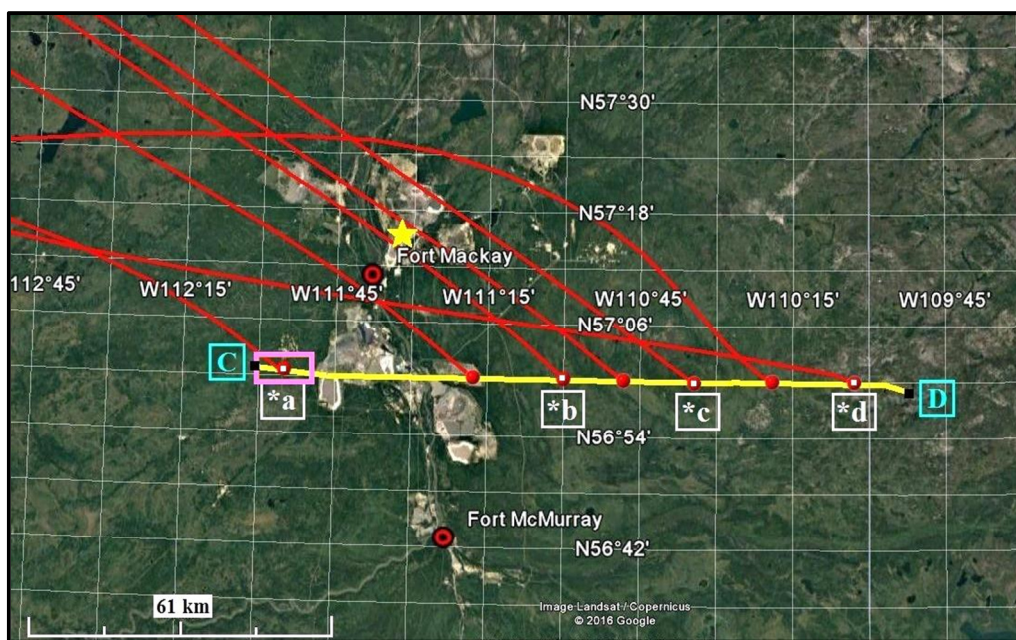 N57°30'
N57°18'
Fort Mackay
112°45'
W112°15'
W111°45'
W111°15'
W110°45'
W110°15'
W109°45'
N57°06'
C
*a
*b
*c
*d
D
N56°54'
Fort McMurray
N56°42'
61 km
Image Landsat / Copernicus
© 2016 Google